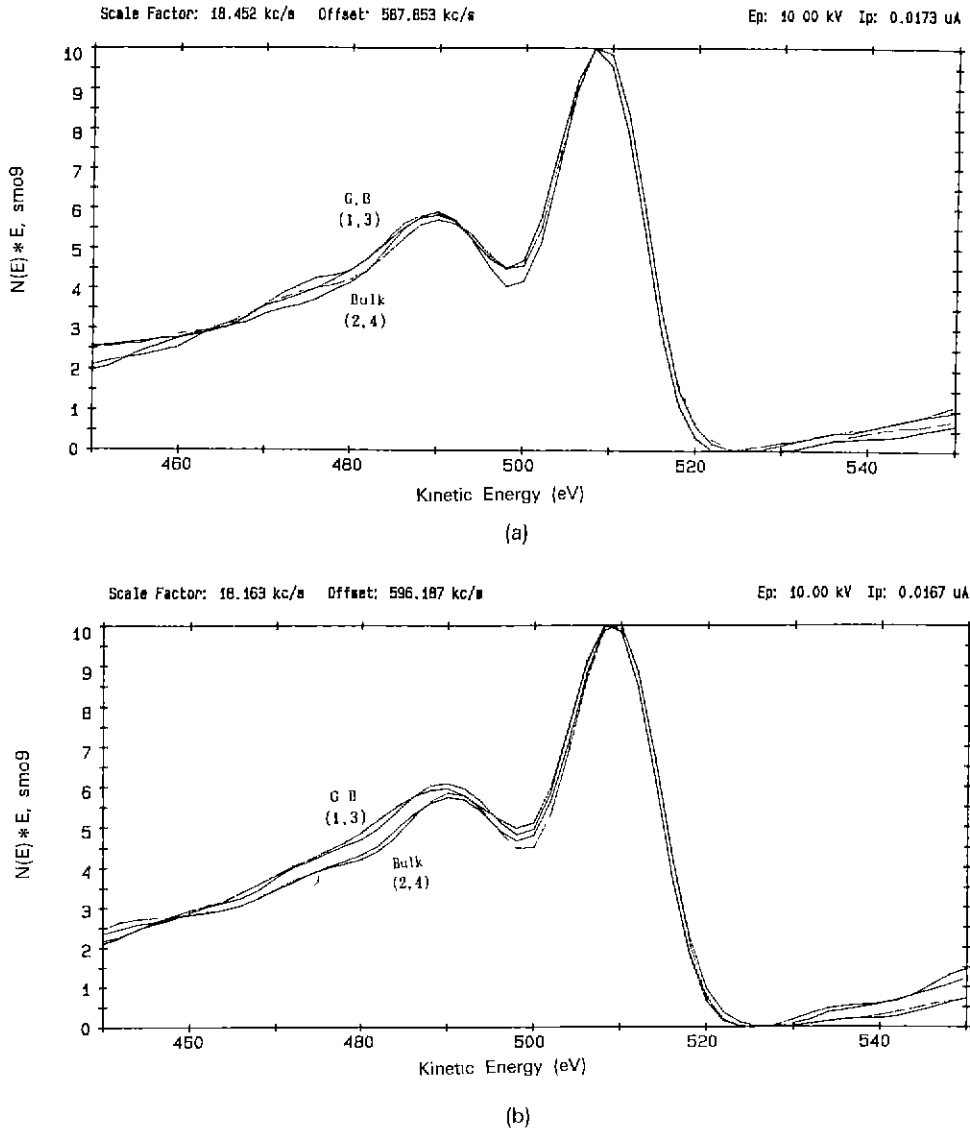 Scale Factor: 18.452 kc/s Offset: 587.853 kc/s Ep: 10 00 kV Ip: 0.0173 uA
10
9
8
7
6
5
4
3
2
1
0
N(E) * E, smo9
G.B
(1,3)
Bulk
(2,4)
460 480 500 520 540
Kinetic Energy (eV)
(a)
Scale Factor: 18.163 kc/s Offset: 596.187 kc/s Ep: 10.00 kV Ip: 0.0167 uA
10
9
8
7
6
5
4
3
2
1
0
N(E) * E, smo9
G B
(1,3)
Bulk
(2,4)
460 480 500 520 540
Kinetic Energy (eV)
(b)